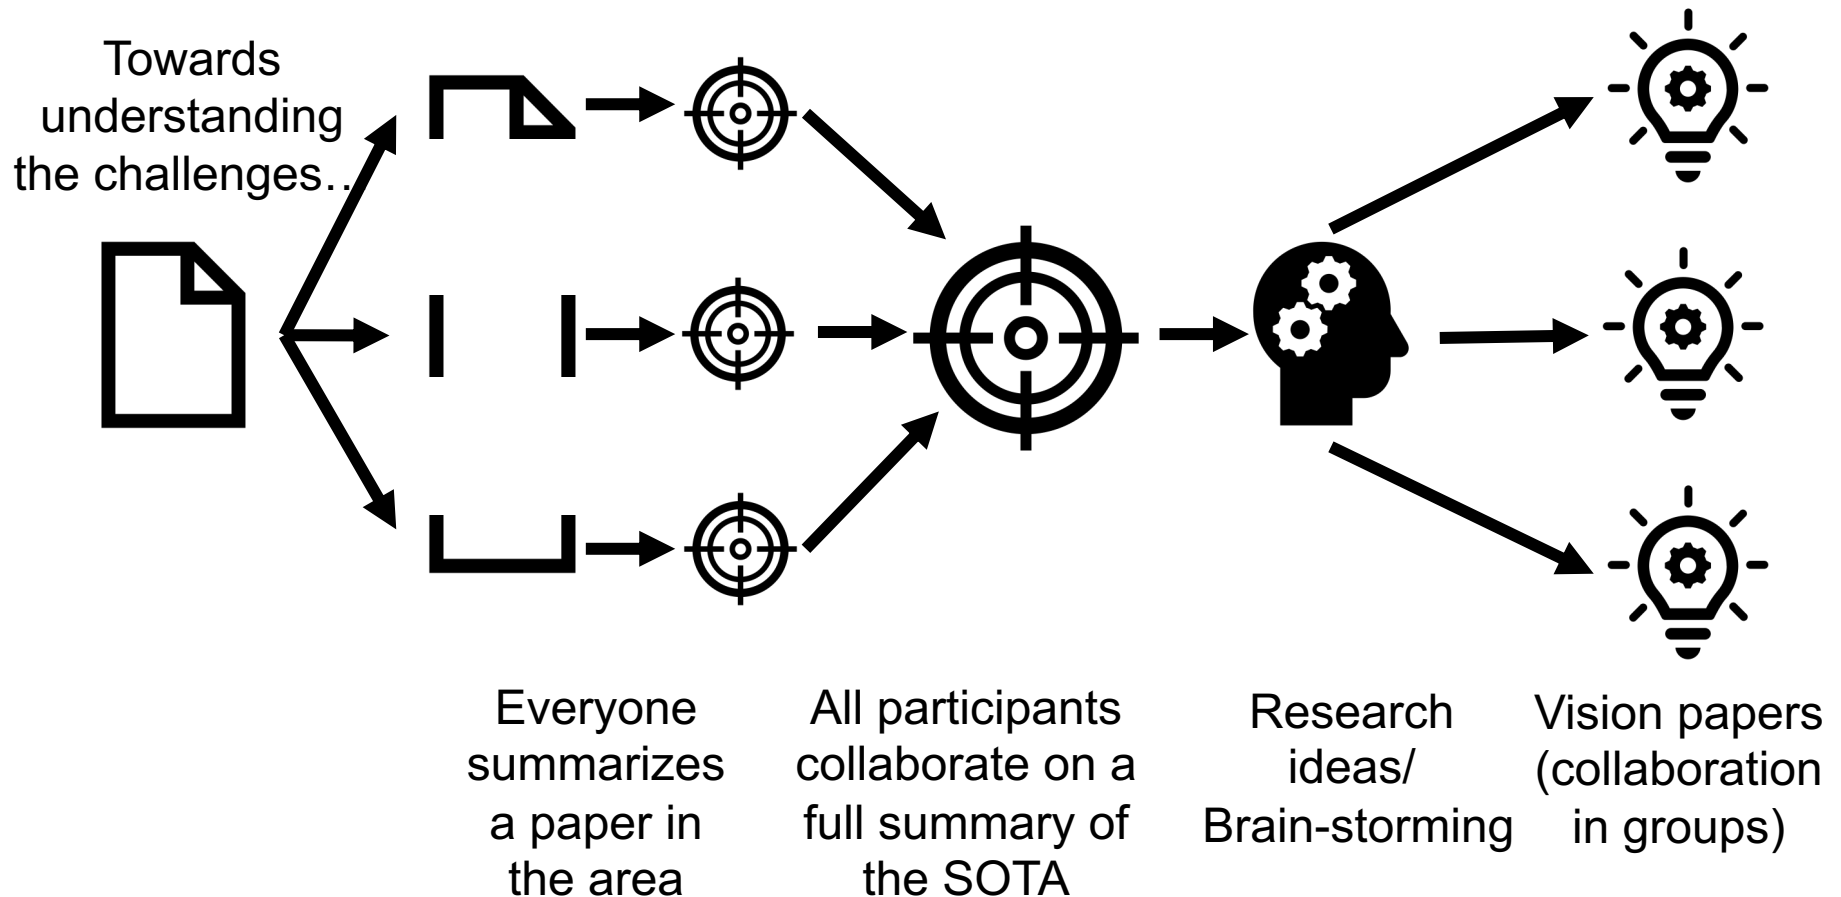 Towards
understanding
the challenges..
Everyone
summarizes
a paper in
the area
All participants
collaborate on a
full summary of
the SOTA
Research
ideas/
Brain-storming
Vision papers
(collaboration
in groups)